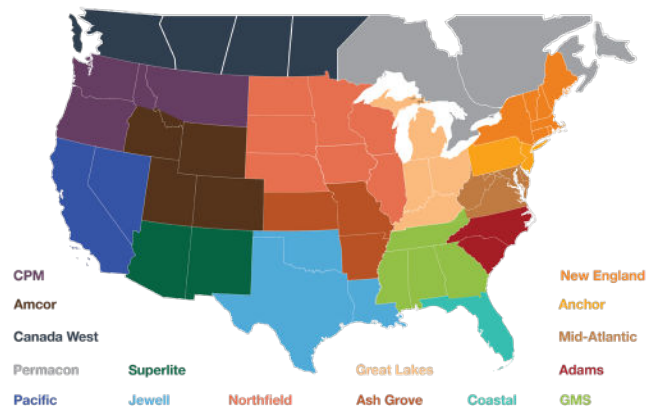 CPM
New England
Amcor
Anchor
Canada West
Mid-Atlantic
Permacon
Superlite
Great Lakes
Adams
Pacific
Jewell
Northfield
Ash Grove
Coastal
GMS